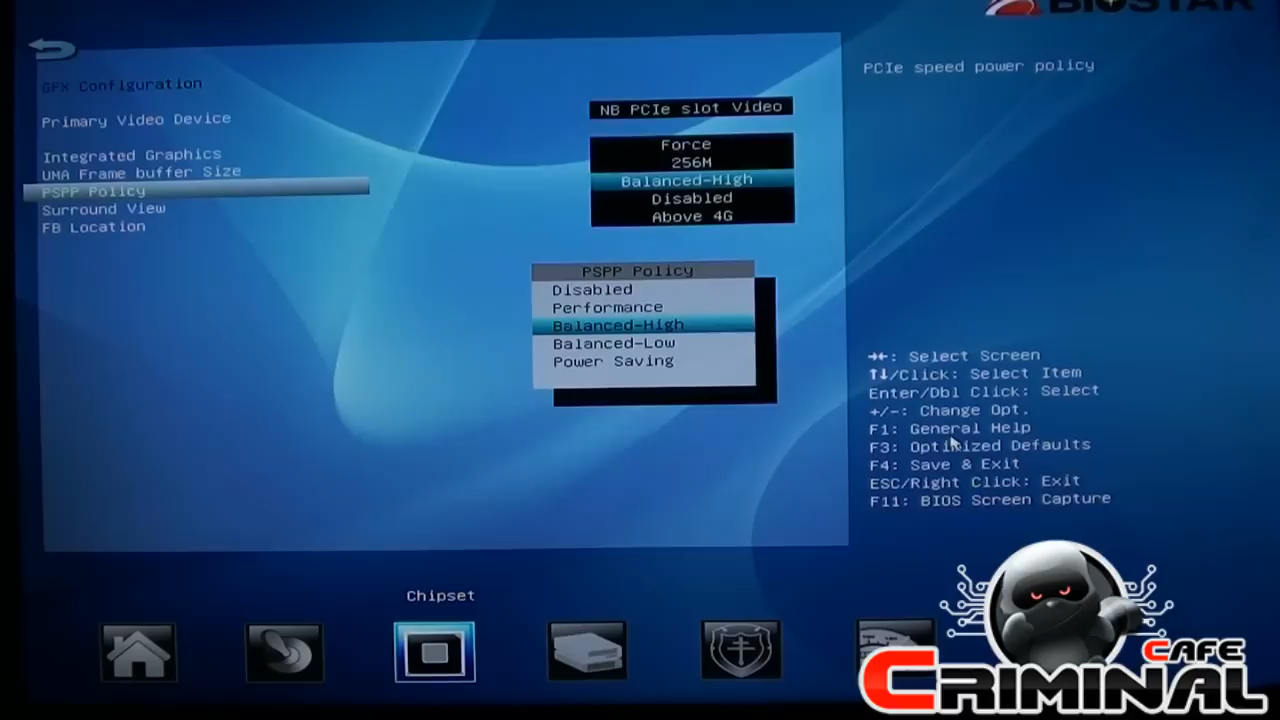 BIOSTAR
GFX Configuration
PCIe speed power policy
Primary Video Device
NB PCIe slot Video
Integrated Graphics
Force
UMA Frame buffer Size
256M
PSPP Policy
Balanced-High
Surround View
Disabled
FB Location
Above 4G
PSPP Policy
Disabled
Performance
Balanced-High
Balanced-Low
Power Saving
→←: Select Screen
↑↓/Click: Select Item
Enter/Dbl Click: Select
+/-: Change Opt.
F1: General Help
F3: Optimized Defaults
F4: Save & Exit
ESC/Right Click: Exit
F11: BIOS Screen Capture
Chipset
CAFE
CRIMINAL